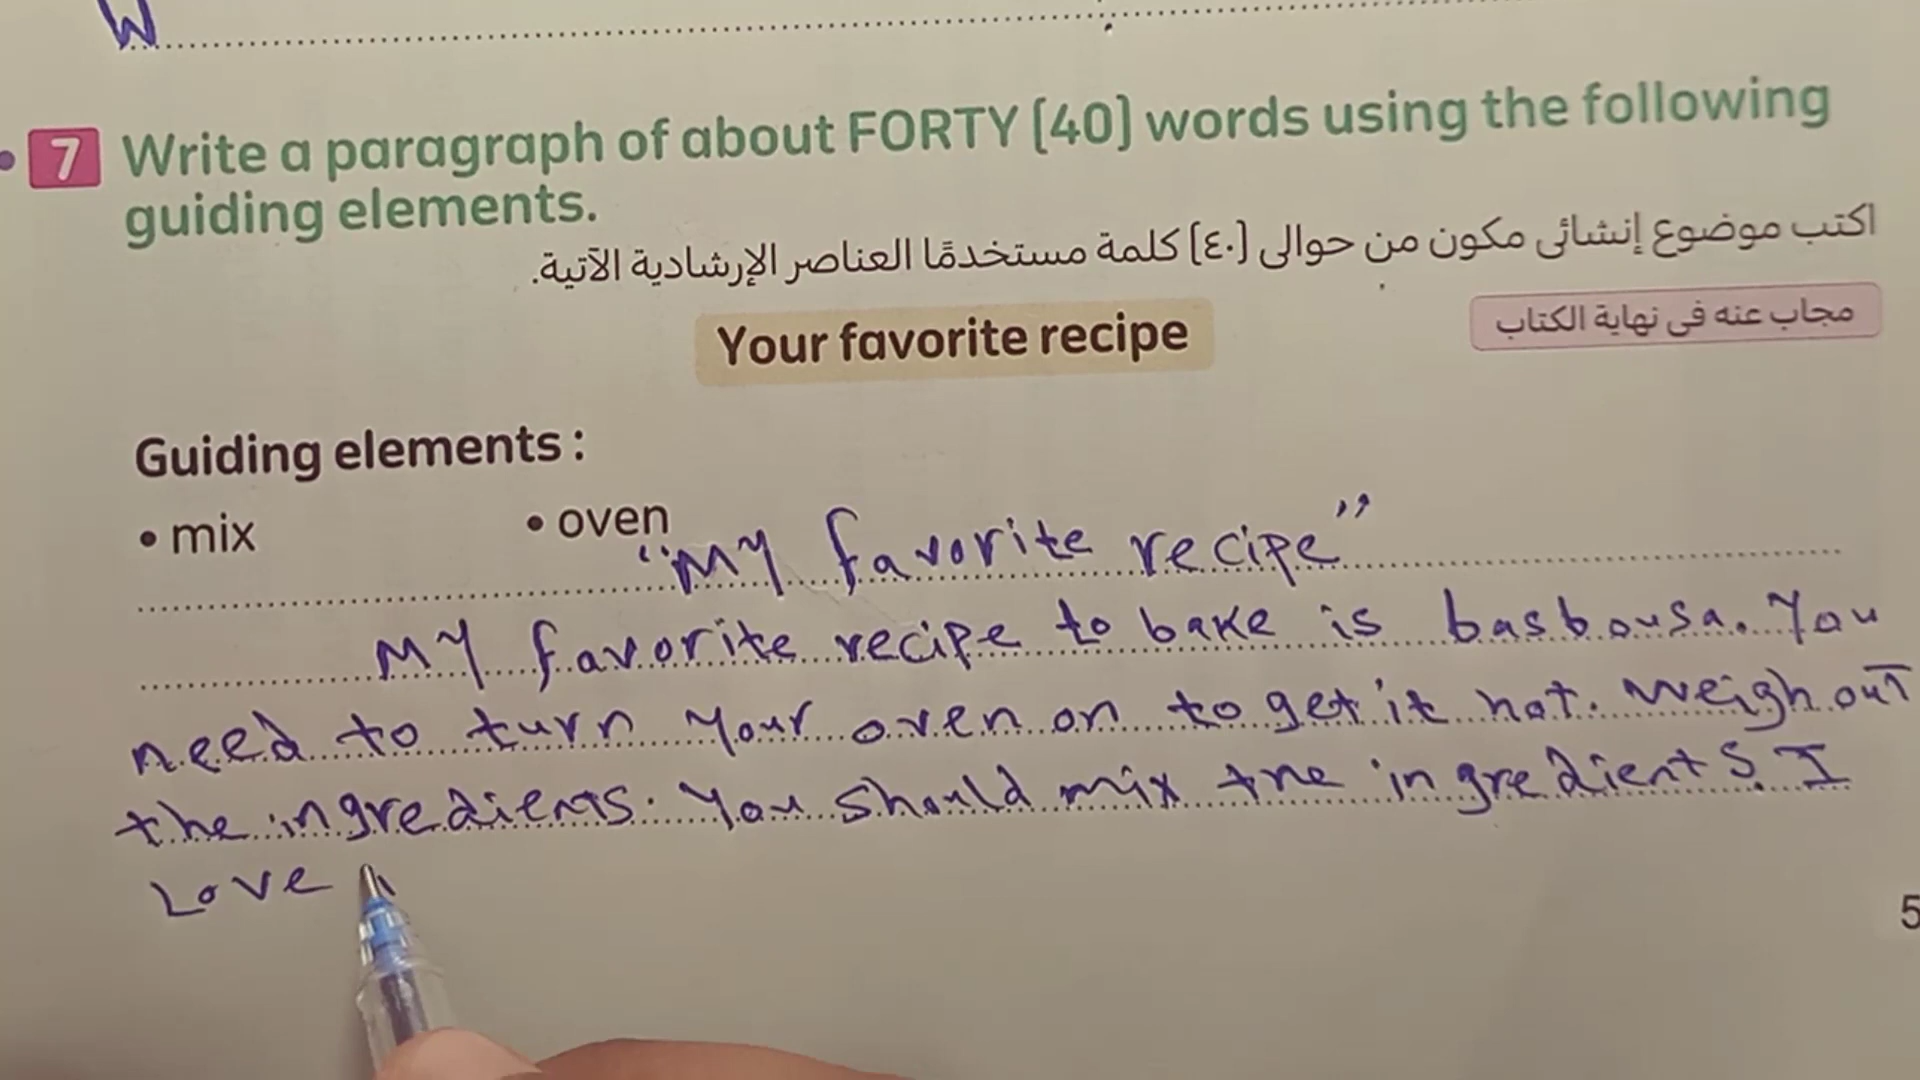 W
7 Write a paragraph of about FORTY (40) words using the following
guiding elements.
اكتب موضوع إنشائى مكون من حوالى (٤٠) كلمة مستخدمًا العناصر الإرشادية الآتية.
Your favorite recipe
مجاب عنه فى نهاية الكتاب
Guiding elements :
• mix • oven
"My favorite recipe"
My favorite recipe to bake is basbousa. You
need to turn your oven on to get it hot. Weigh out
the ingredients. You should mix the ingredients. I
Love
5